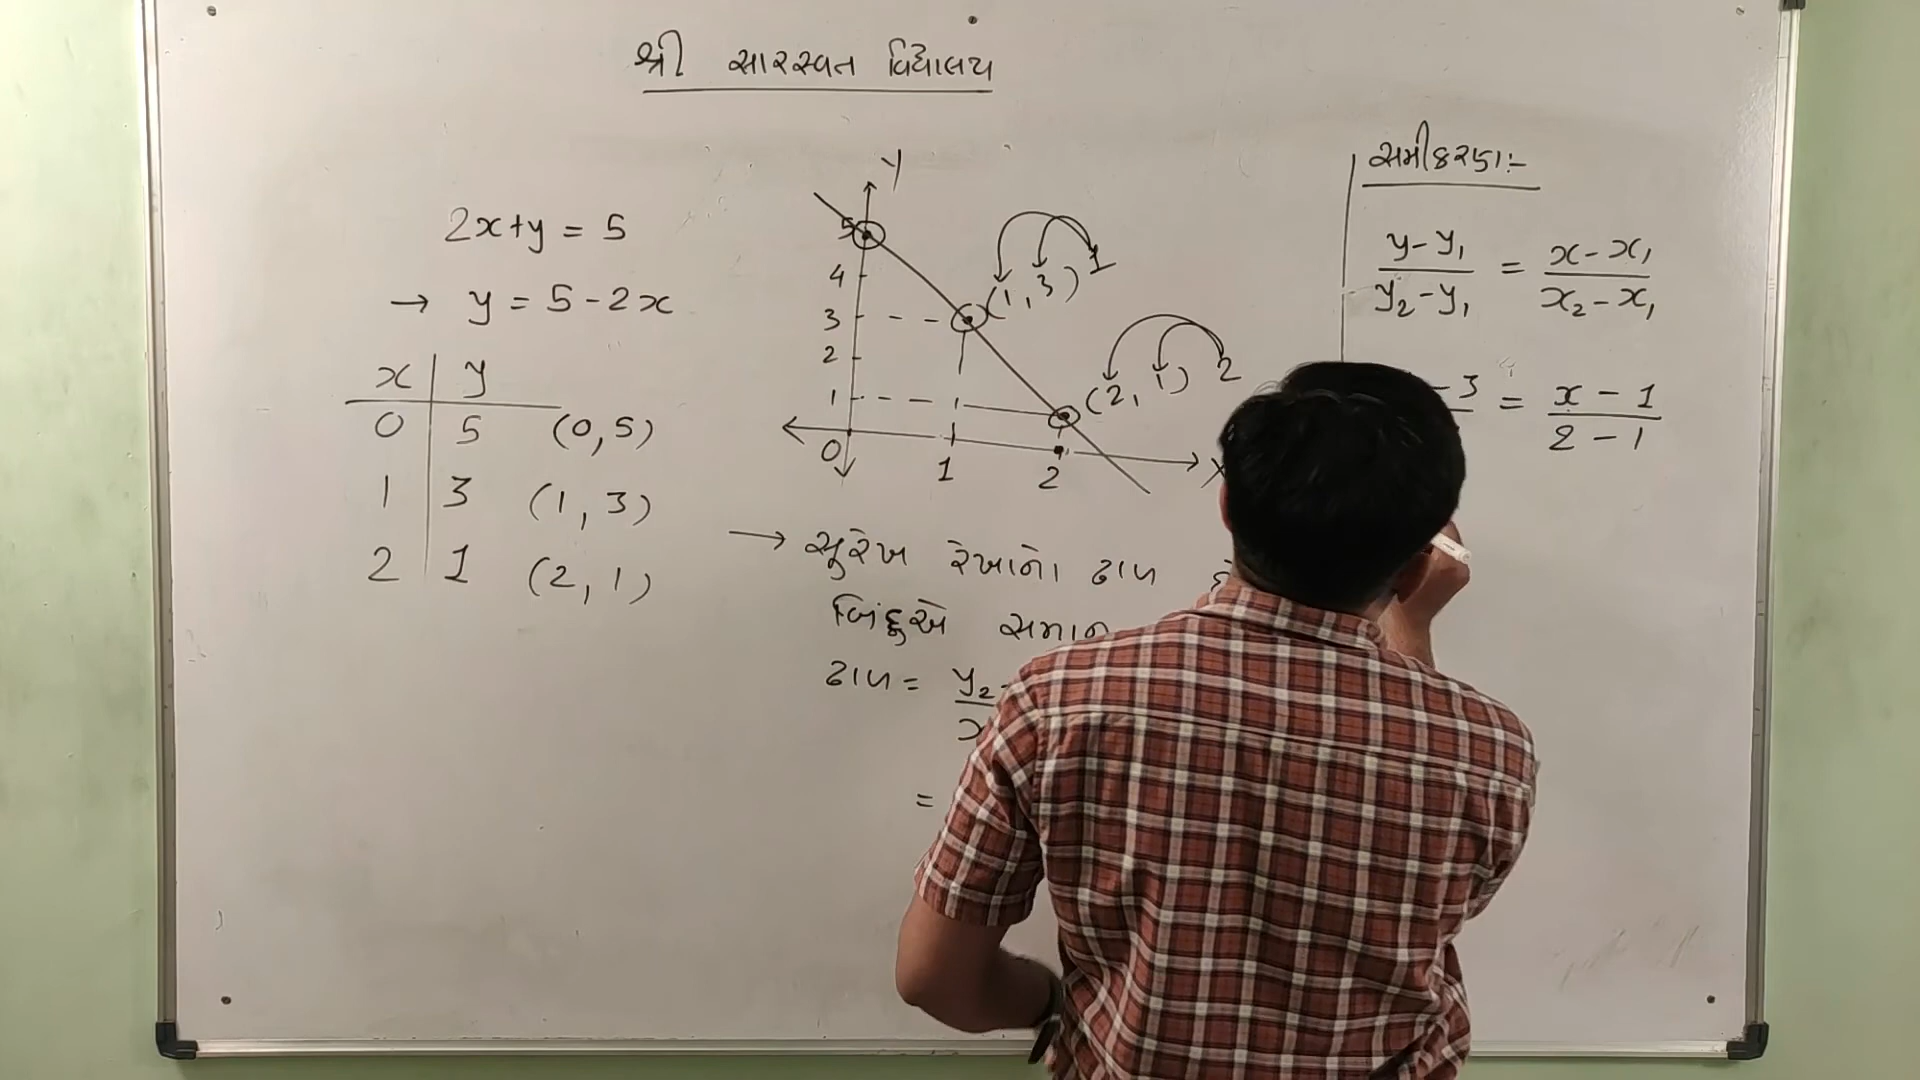 શ્રી સારસ્વત વિદ્યાલય
2x+y = 5
→ y = 5-2x
x | y
0 | 5 (0,5)
1 | 3 (1, 3)
2 | 1 (2, 1)
y
5
4
3
2
1
0
1
2
x
(1, 3)
1
(2, 1)
2
→ સુરેખ રેખાનો ઢાળ
બિંદુએ સમાન
ઢાળ = y₂
=
સમીકરણ:-
y-y₁ / y₂-y₁ = x-x₁ / x₂-x₁
- 3 = x - 1 / 2 - 1